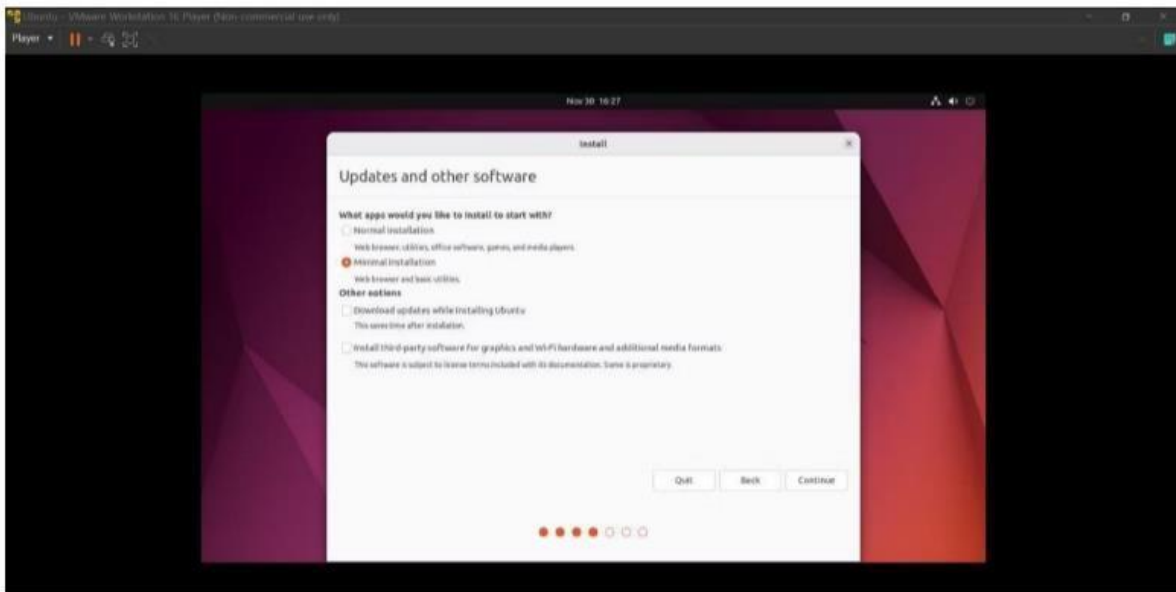 Ubuntu - VMware Workstation 16 Player (Non-commercial use only)
Player
Nov 30 16:27
Install
Updates and other software
What apps would you like to install to start with?
Normal installation
Web browser, utilities, office software, games, and media players.
Minimal installation
Web browser and basic utilities.
Other options
Download updates while installing Ubuntu
This saves time after installation.
Install third-party software for graphics and Wi-Fi hardware and additional media formats
This software is subject to license terms included with its documentation. Some is proprietary.
Quit Back Continue